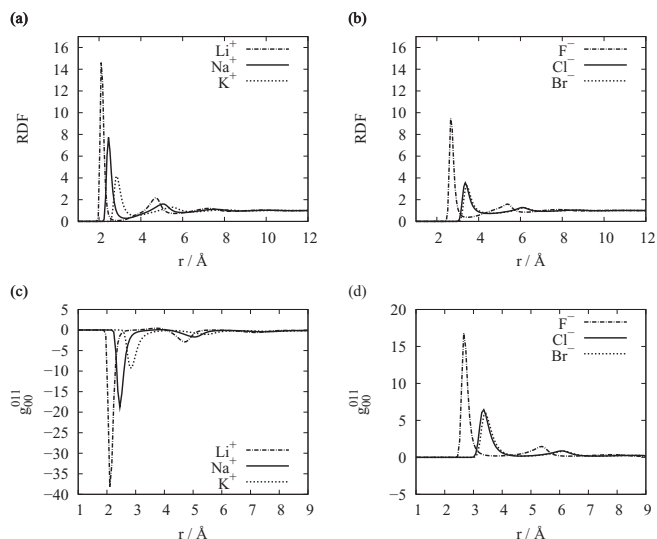 (a)
(b)
16
14
12
10
8
6
4
2
0
RDF
Li⁺
Na⁺
K⁺
2 4 6 8 10 12
r / Å
16
14
12
10
8
6
4
2
0
RDF
F⁻
Cl⁻
Br⁻
2 4 6 8 10 12
r / Å
(c)
(d)
5
0
−5
−10
−15
−20
−25
−30
−35
−40
g₀₀⁰¹¹
Li⁺
Na⁺
K⁺
1 2 3 4 5 6 7 8 9
r / Å
20
15
10
5
0
−5
g₀₀⁰¹¹
F⁻
Cl⁻
Br⁻
1 2 3 4 5 6 7 8 9
r / Å